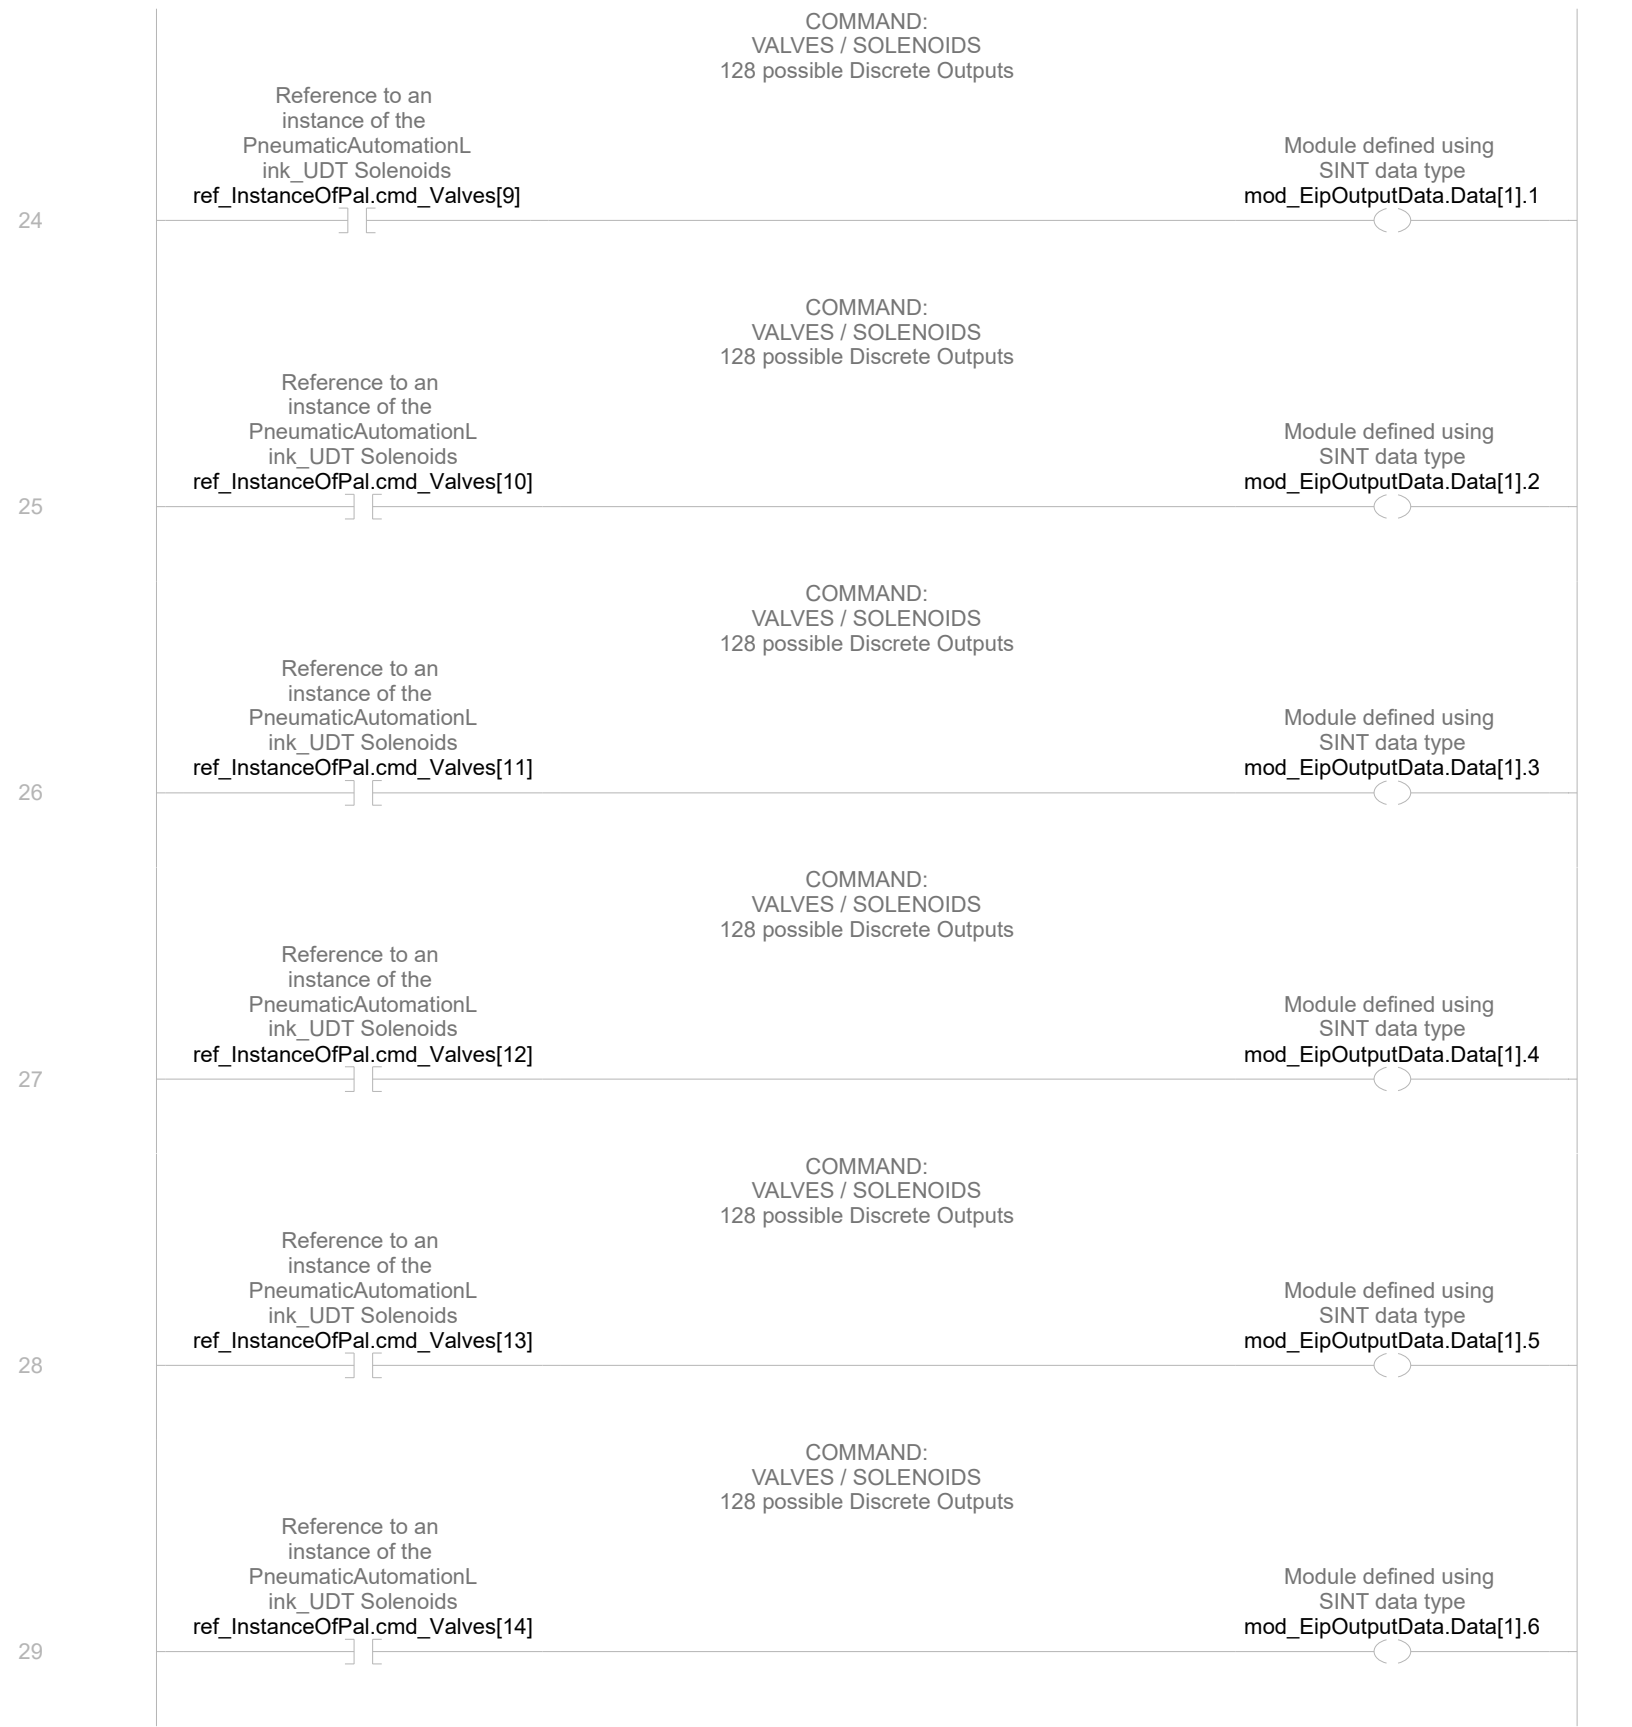 COMMAND:
VALVES / SOLENOIDS
128 possible Discrete Outputs
Reference to an
instance of the
PneumaticAutomationL
ink_UDT Solenoids
ref_InstanceOfPal.cmd_Valves[9]
Module defined using
SINT data type
mod_EipOutputData.Data[1].1
24
COMMAND:
VALVES / SOLENOIDS
128 possible Discrete Outputs
Reference to an
instance of the
PneumaticAutomationL
ink_UDT Solenoids
ref_InstanceOfPal.cmd_Valves[10]
Module defined using
SINT data type
mod_EipOutputData.Data[1].2
25
COMMAND:
VALVES / SOLENOIDS
128 possible Discrete Outputs
Reference to an
instance of the
PneumaticAutomationL
ink_UDT Solenoids
ref_InstanceOfPal.cmd_Valves[11]
Module defined using
SINT data type
mod_EipOutputData.Data[1].3
26
COMMAND:
VALVES / SOLENOIDS
128 possible Discrete Outputs
Reference to an
instance of the
PneumaticAutomationL
ink_UDT Solenoids
ref_InstanceOfPal.cmd_Valves[12]
Module defined using
SINT data type
mod_EipOutputData.Data[1].4
27
COMMAND:
VALVES / SOLENOIDS
128 possible Discrete Outputs
Reference to an
instance of the
PneumaticAutomationL
ink_UDT Solenoids
ref_InstanceOfPal.cmd_Valves[13]
Module defined using
SINT data type
mod_EipOutputData.Data[1].5
28
COMMAND:
VALVES / SOLENOIDS
128 possible Discrete Outputs
Reference to an
instance of the
PneumaticAutomationL
ink_UDT Solenoids
ref_InstanceOfPal.cmd_Valves[14]
Module defined using
SINT data type
mod_EipOutputData.Data[1].6
29